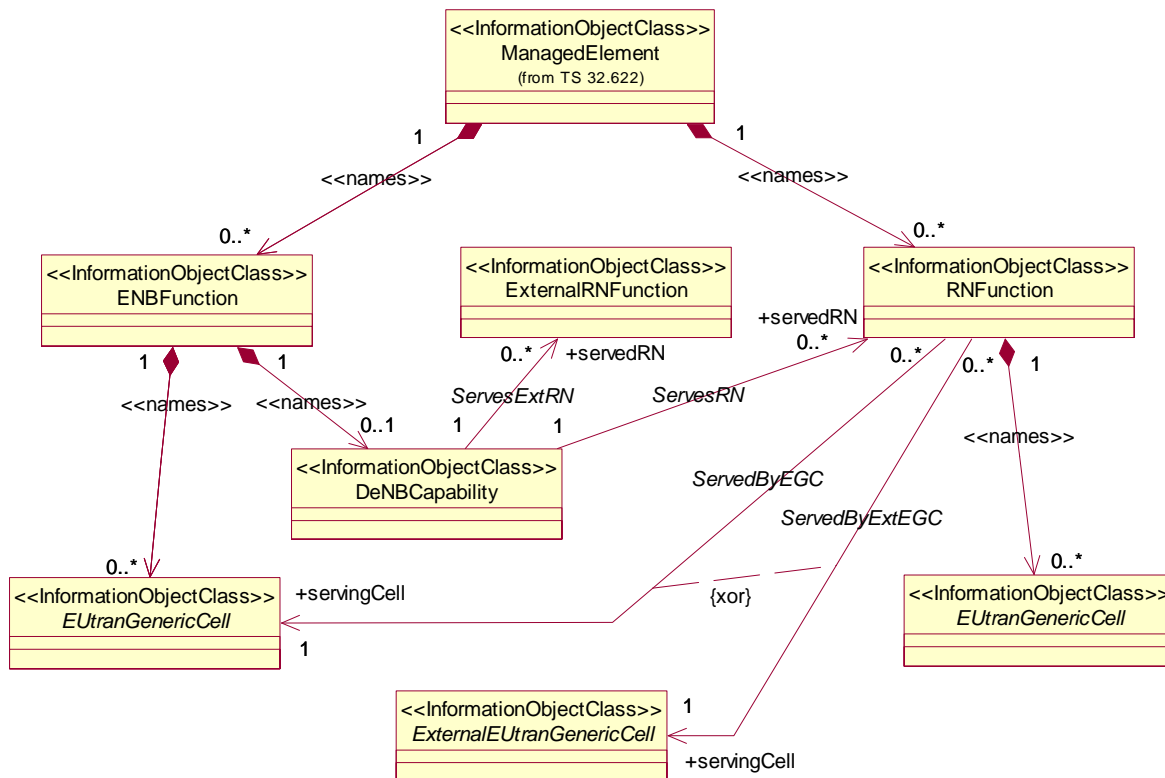 <<InformationObjectClass>>
ManagedElement
(from TS 32.622)
1
1
<<names>>
<<names>>
0..*
0..*
<<InformationObjectClass>>
ENBFunction
<<InformationObjectClass>>
ExternalRNFunction
<<InformationObjectClass>>
RNFunction
+servedRN
0..*
1
1
0..*
+servedRN
0..*
0..*
1
<<names>>
<<names>>
ServesExtRN
ServesRN
0..1
1
1
<<names>>
<<InformationObjectClass>>
DeNBCapability
ServedByEGC
ServedByExtEGC
0..*
0..*
<<InformationObjectClass>>
EUtranGenericCell
+servingCell
1
{xor}
<<InformationObjectClass>>
EUtranGenericCell
<<InformationObjectClass>>
ExternalEUtranGenericCell
1
+servingCell